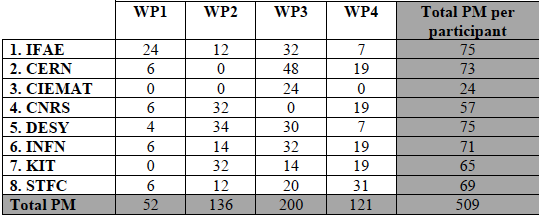 WP1 WP2 WP3 WP4 Total PM per participant
1. IFAE 24 12 32 7 75
2. CERN 6 0 48 19 73
3. CIEMAT 0 0 24 0 24
4. CNRS 6 32 0 19 57
5. DESY 4 34 30 7 75
6. INFN 6 14 32 19 71
7. KIT 0 32 14 19 65
8. STFC 6 12 20 31 69
Total PM 52 136 200 121 509